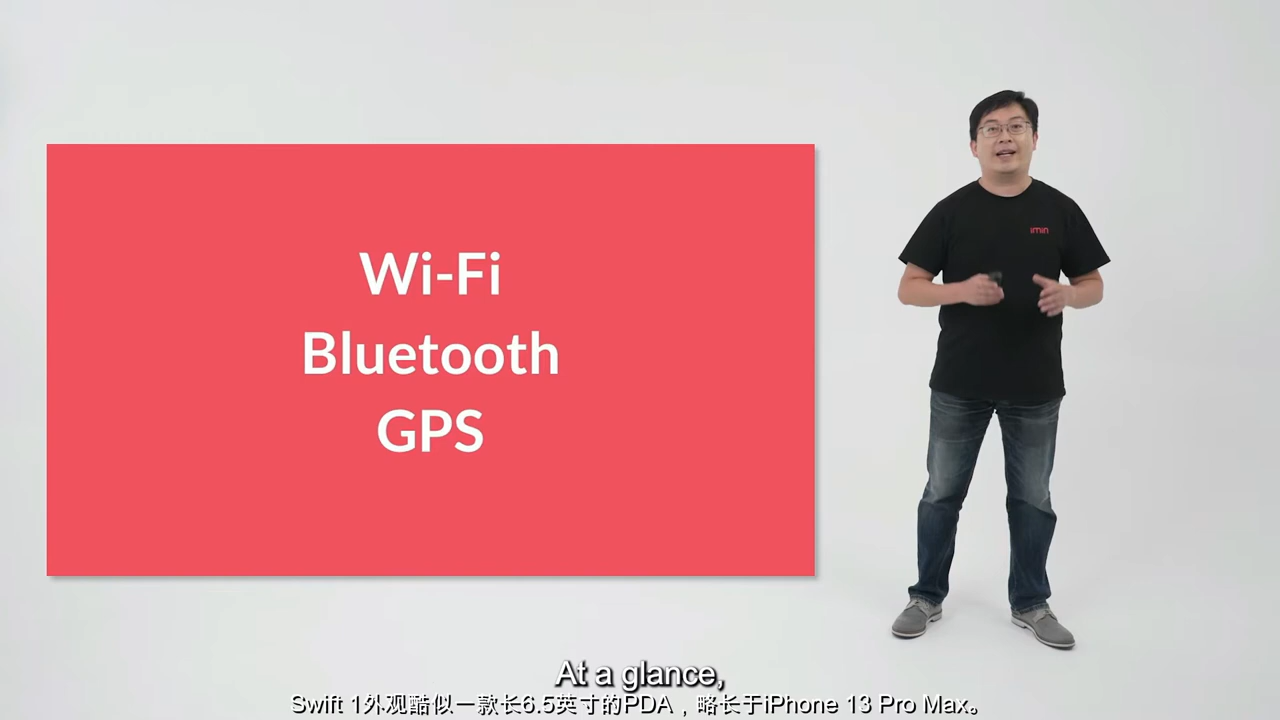 Wi-Fi
Bluetooth
GPS
imin
At a glance,
Swift 1外观酷似一款长6.5英寸的PDA，略长于iPhone 13 Pro Max。